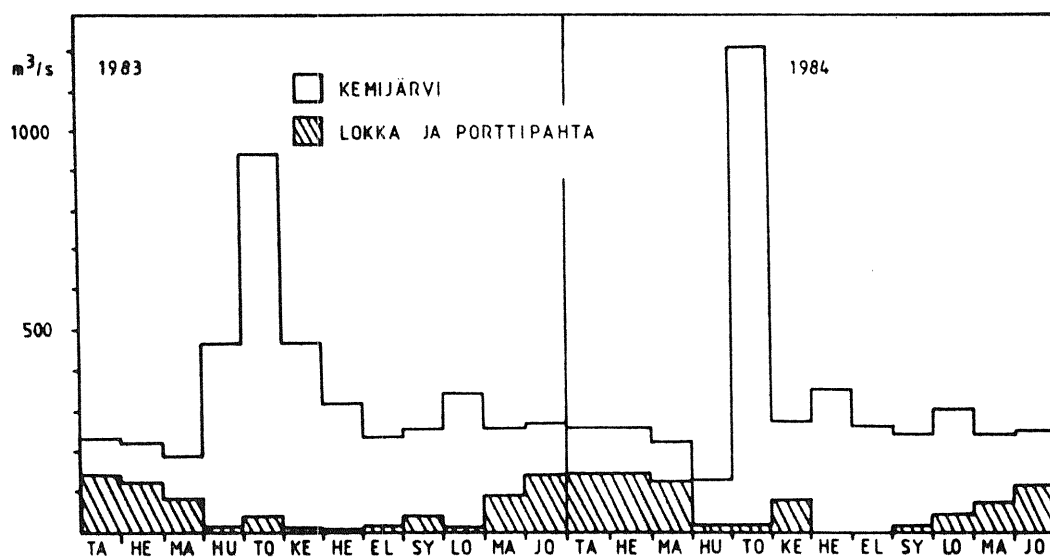 m³/s
1983
1984
KEMIJÄRVI
LOKKA JA PORTTIPAHTA
1000
500
TA HE MA HU TO KE HE EL SY LO MA JO TA HE MA HU TO KE HE EL SY LO MA JO